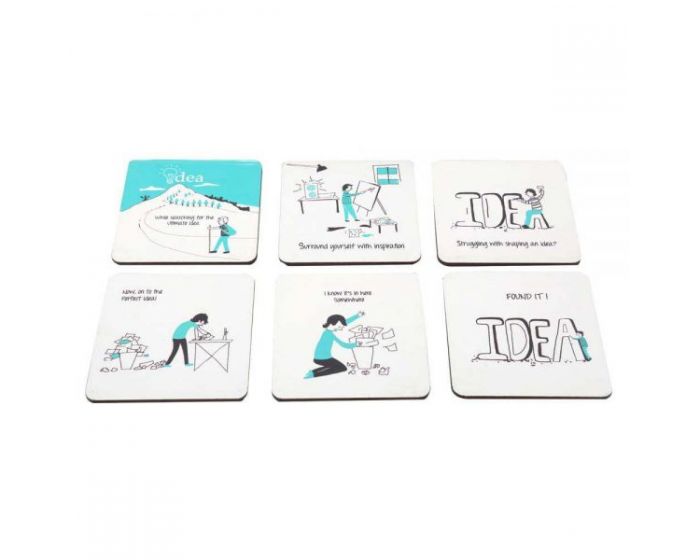 idea
While searching for the
ultimate idea
Surround yourself with inspiration
IDEA
Struggling with shaping an idea?
Now, on to the
perfect idea!
I know it's in here
somewhere!
FOUND IT !
IDEA